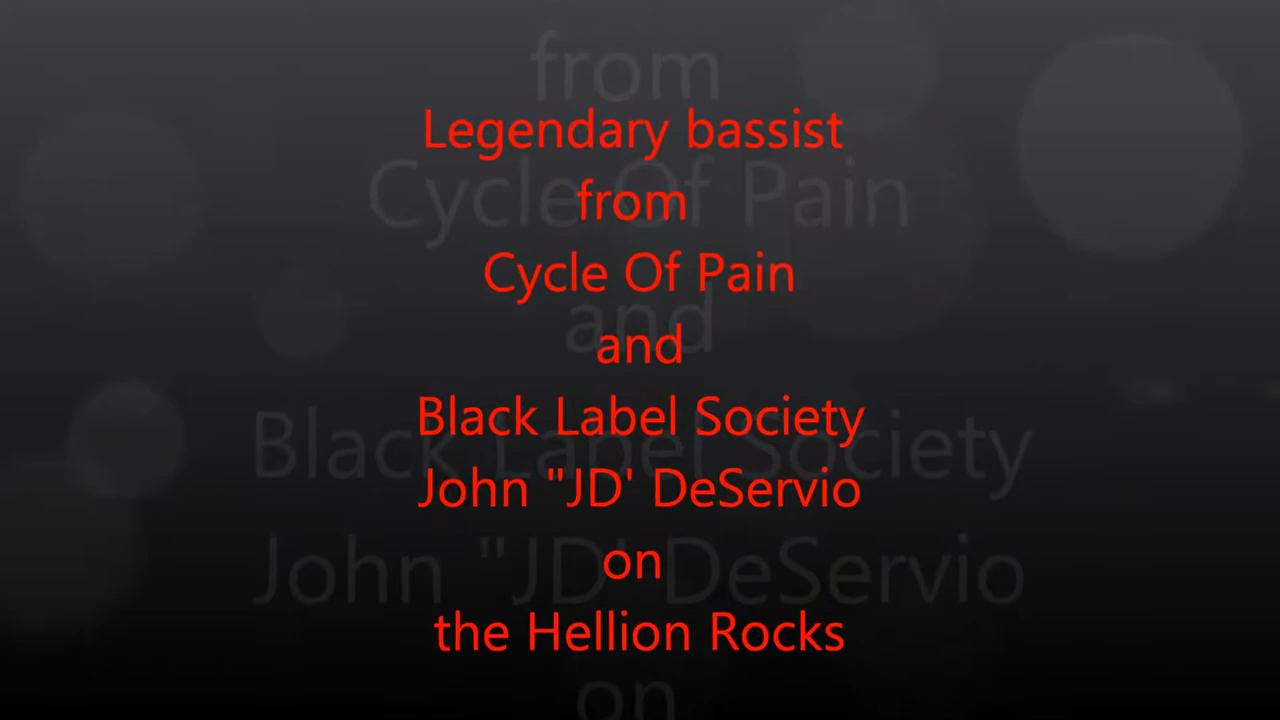 Legendary bassist
from
Cycle Of Pain
and
Black Label Society
John "JD' DeServio
on
the Hellion Rocks